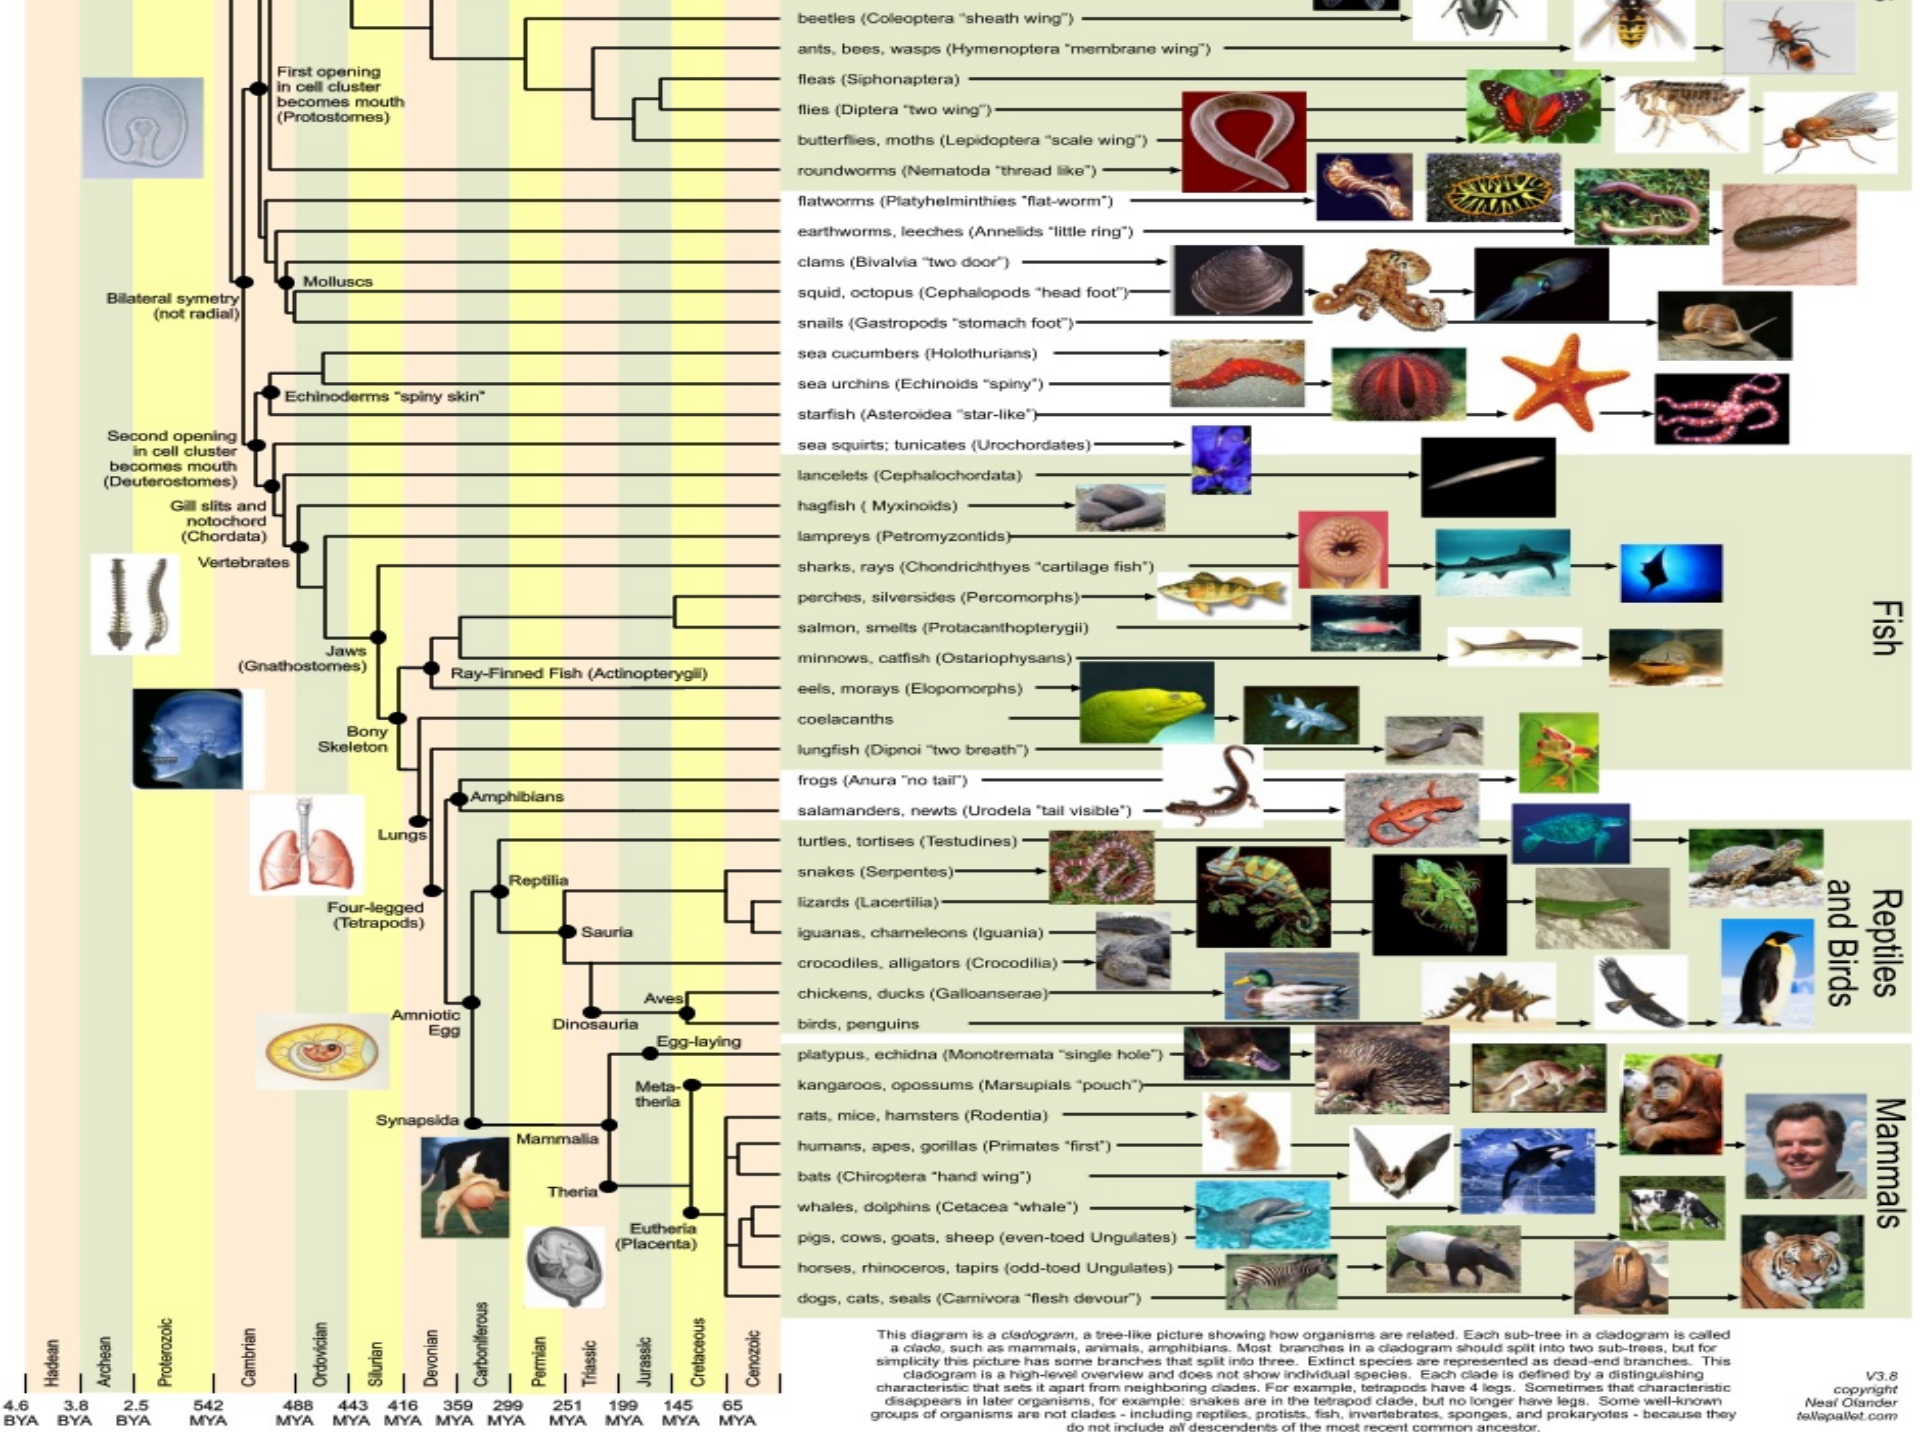 beetles (Coleoptera “sheath wing”)
ants, bees, wasps (Hymenoptera “membrane wing”)
First opening
in cell cluster
becomes mouth
(Protostomes)
fleas (Siphonaptera)
flies (Diptera “two wing”)
butterflies, moths (Lepidoptera “scale wing”)
roundworms (Nematoda “thread like”)
flatworms (Platyhelminthies “flat-worm”)
earthworms, leeches (Annelids “little ring”)
clams (Bivalvia “two door”)
Molluscs
squid, octopus (Cephalopods “head foot”)
Bilateral symetry
(not radial)
snails (Gastropods “stomach foot”)
sea cucumbers (Holothurians)
sea urchins (Echinoids “spiny”)
Echinoderms “spiny skin”
starfish (Asteroidea “star-like”)
Second opening
in cell cluster
becomes mouth
(Deuterostomes)
sea squirts; tunicates (Urochordates)
lancelets (Cephalochordata)
Gill slits and
notochord
(Chordata)
hagfish ( Myxinoids)
lampreys (Petromyzontids)
Vertebrates
sharks, rays (Chondrichthyes “cartilage fish”)
perches, silversides (Percomorphs)
salmon, smelts (Protacanthopterygii)
Fish
Jaws
(Gnathostomes)
minnows, catfish (Ostariophysans)
Ray-Finned Fish (Actinopterygii)
eels, morays (Elopomorphs)
coelacanths
Bony
Skeleton
lungfish (Dipnoi “two breath”)
frogs (Anura “no tail”)
Amphibians
salamanders, newts (Urodela “tail visible”)
Lungs
turtles, tortises (Testudines)
snakes (Serpentes)
Reptilia
lizards (Lacertilia)
Four-legged
(Tetrapods)
iguanas, chameleons (Iguania)
Sauria
Reptiles
and Birds
crocodiles, alligators (Crocodilia)
chickens, ducks (Galloanserae)
Aves
Amniotic
Egg
Dinosauria
birds, penguins
Egg-laying
platypus, echidna (Monotremata “single hole”)
kangaroos, opossums (Marsupials “pouch”)
Meta-
theria
rats, mice, hamsters (Rodentia)
Synapsida
Mammalia
humans, apes, gorillas (Primates “first”)
bats (Chiroptera “hand wing”)
Mammals
Theria
whales, dolphins (Cetacea “whale”)
Eutheria
(Placenta)
pigs, cows, goats, sheep (even-toed Ungulates)
horses, rhinoceros, tapirs (odd-toed Ungulates)
dogs, cats, seals (Carnivora “flesh devour”)
Hadean
Archean
Proterozoic
Cambrian
Ordovician
Silurian
Devonian
Carboniferous
Permian
Triassic
Jurassic
Cretaceous
Cenozoic
4.6 3.8 2.5 542 488 443 416 359 299 251 199 145 65
BYA BYA BYA MYA MYA MYA MYA MYA MYA MYA MYA MYA MYA
This diagram is a cladogram, a tree-like picture showing how organisms are related. Each sub-tree in a cladogram is called
a clade, such as mammals, animals, amphibians. Most branches in a cladogram should split into two sub-trees, but for
simplicity this picture has some branches that split into three. Extinct species are represented as dead-end branches. This
cladogram is a high-level overview and does not show individual species. Each clade is defined by a distinguishing
characteristic that sets it apart from neighboring clades. For example, tetrapods have 4 legs. Sometimes that characteristic
disappears in later organisms, for example: snakes are in the tetrapod clade, but no longer have legs. Some well-known
groups of organisms are not clades - including reptiles, protists, fish, invertebrates, sponges, and prokaryotes - because they
do not include all descendents of the most recent common ancestor.
V3.8
copyright
Neal Olander
tellapallet.com